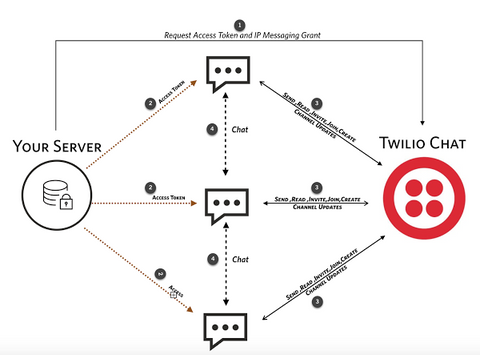 1
Request Access Token and IP Messaging Grant
2
Access Token
3
Send ,Read ,Invite,Join,Create
Channel Updates
4
Chat
Your Server
Twilio Chat
2
Access Token
3
Send ,Read ,Invite,Join,Create
Channel Updates
4
Chat
2
Access
3
Send ,Read ,Invite,Join,Create
Channel Updates